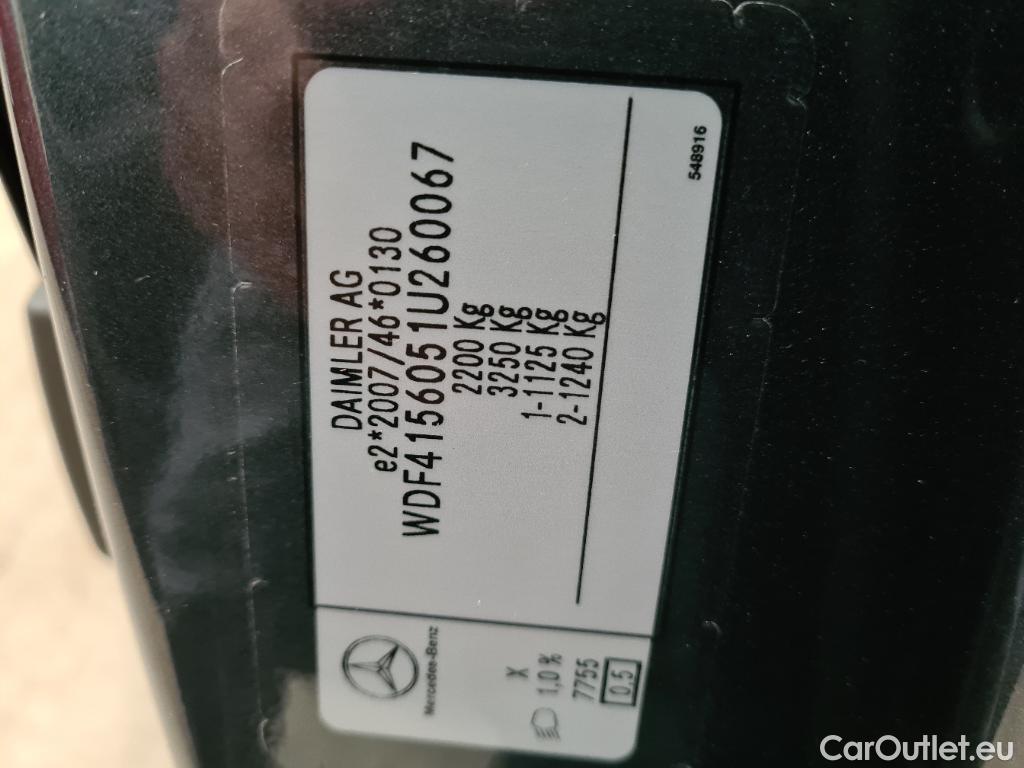 DAIMLER AG
e2*2007/46*0130
WDF4156051U260067
2200 Kg
3250 Kg
1-1125 Kg
2-1240 Kg
548916
Mercedes-Benz
X
1,0%
7755
0.5
CarOutlet.eu